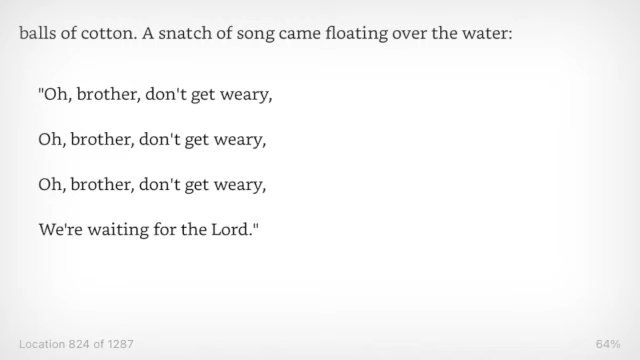 balls of cotton. A snatch of song came floating over the water:
"Oh, brother, don't get weary,
Oh, brother, don't get weary,
Oh, brother, don't get weary,
We're waiting for the Lord."
Location 824 of 1287
64%